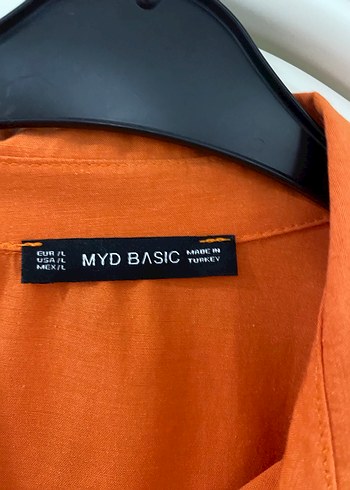 EUR/L
USA/L
MEX/L
MYD BASIC
MADE IN
TURKEY